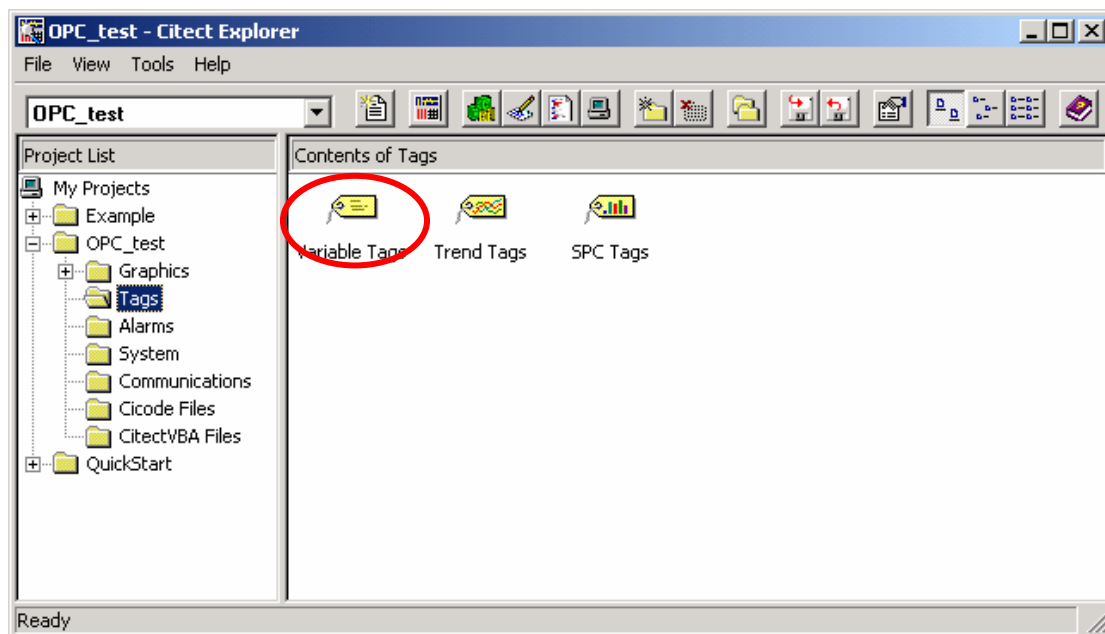 OPC_test - Citect Explorer
File View Tools Help
OPC_test
Project List
Contents of Tags
My Projects
Example
OPC_test
Graphics
Tags
Alarms
System
Communications
Cicode Files
CitectVBA Files
QuickStart
Variable Tags Trend Tags SPC Tags
Ready